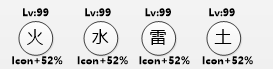 Lv:99 Lv:99 Lv:99 Lv:99
火 水 雷 土
Icon+52% Icon+52% Icon+52% Icon+52%